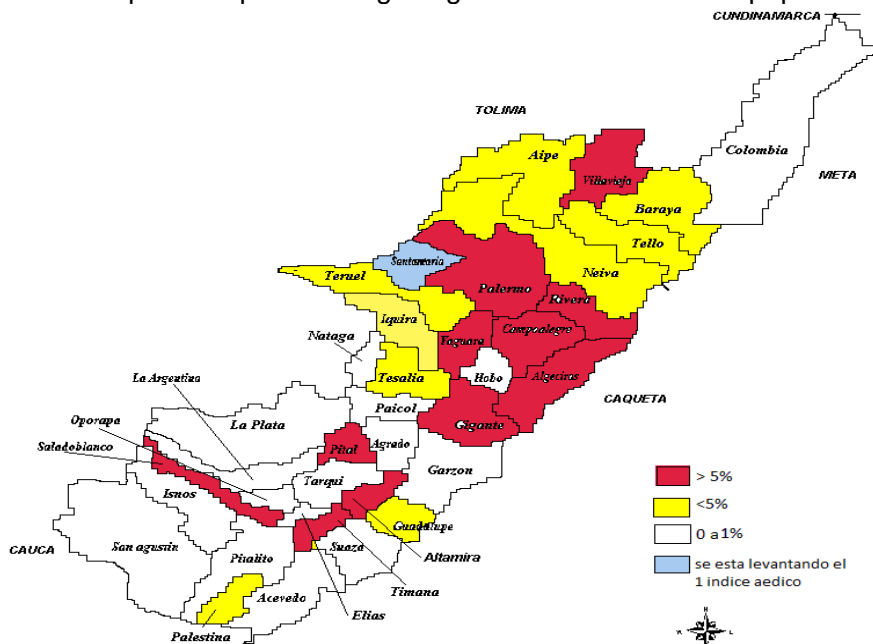 CUNDINAMARCA
TOLIMA
Colombia
Aipe
META
Villavieja
Baraya
Tello
Santamaria
Neiva
Teruel
Palermo
Rivera
Iquira
Campoalegre
Nataga
Yaguara
Hobo
Algeciras
La Argentina
Tesalia
CAQUETA
Paicol
Oporapa
La Plata
Gigante
Saladoblanco
Pital
Agrado
Garzon
> 5%
Tarqui
Isnos
<5%
Guadalupe
0 a 1%
CAUCA
San agustin
Suaza
Altamira
Pitalito
se esta levantando el
1 indice aedico
Acevedo
Timana
Elias
Palestina